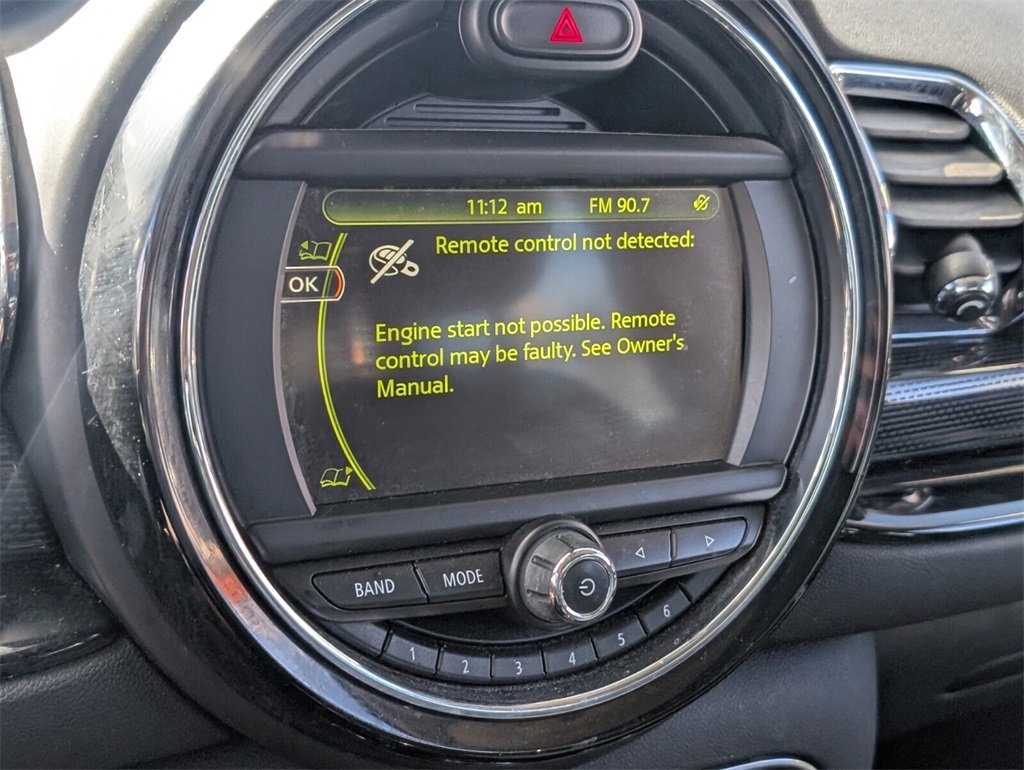 11:12 am FM 90.7
Remote control not detected:
OK
Engine start not possible. Remote
control may be faulty. See Owner's
Manual.
BAND MODE
1 2 3 4 5 6